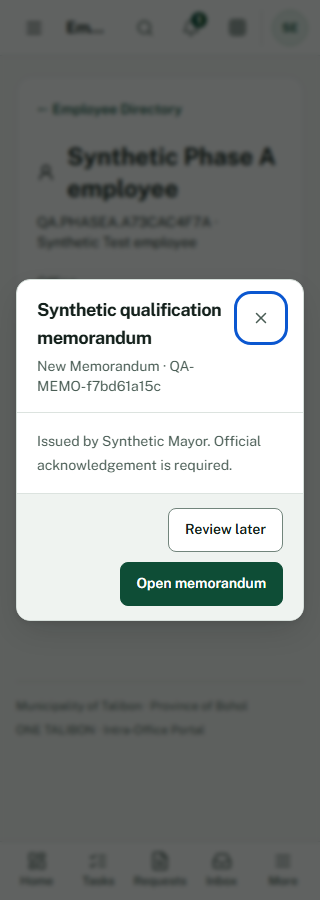 Em...
← Employee Directory
Synthetic Phase A
employee
QA.PHASEA.A73CAC4F7A ·
Synthetic Test employee
Synthetic qualification
memorandum
New Memorandum · QA-
MEMO-f7bd61a15c
Issued by Synthetic Mayor. Official
acknowledgement is required.
Review later
Open memorandum
Municipality of Talibon · Province of Bohol
ONE TALIBON · Intra-Office Portal
Home Tasks Requests Inbox More